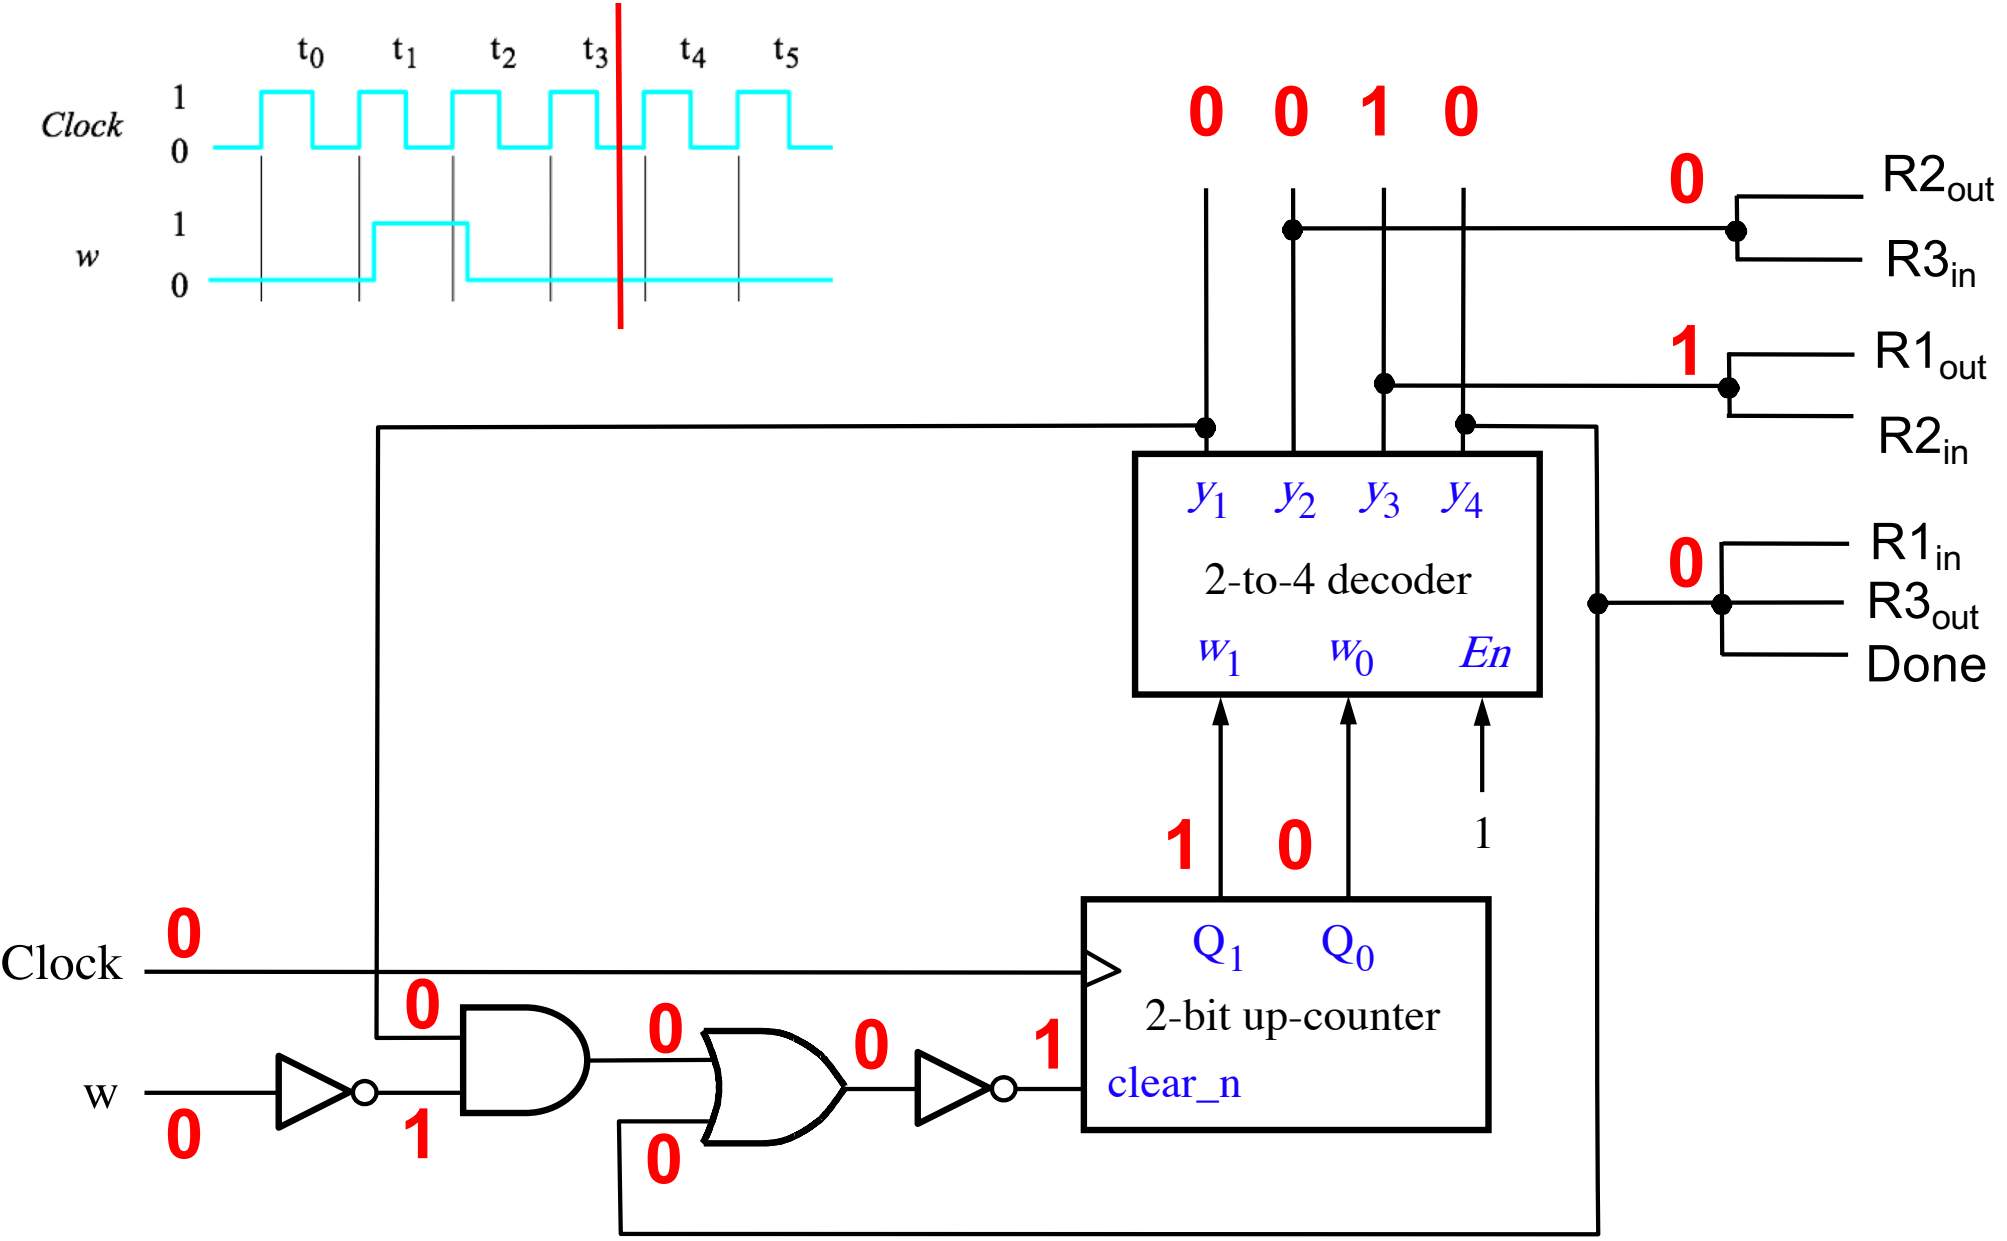 t0 t1 t2 t3 t4 t5
1
Clock
0
1
w
0
0 0 1 0
0
R2out
R3in
1
R1out
R2in
y1 y2 y3 y4
2-to-4 decoder
w1 w0 En
0
R1in
R3out
Done
1 0
1
Clock
0
Q1 Q0
2-bit up-counter
clear_n
0
0
0
1
w
0
1
0